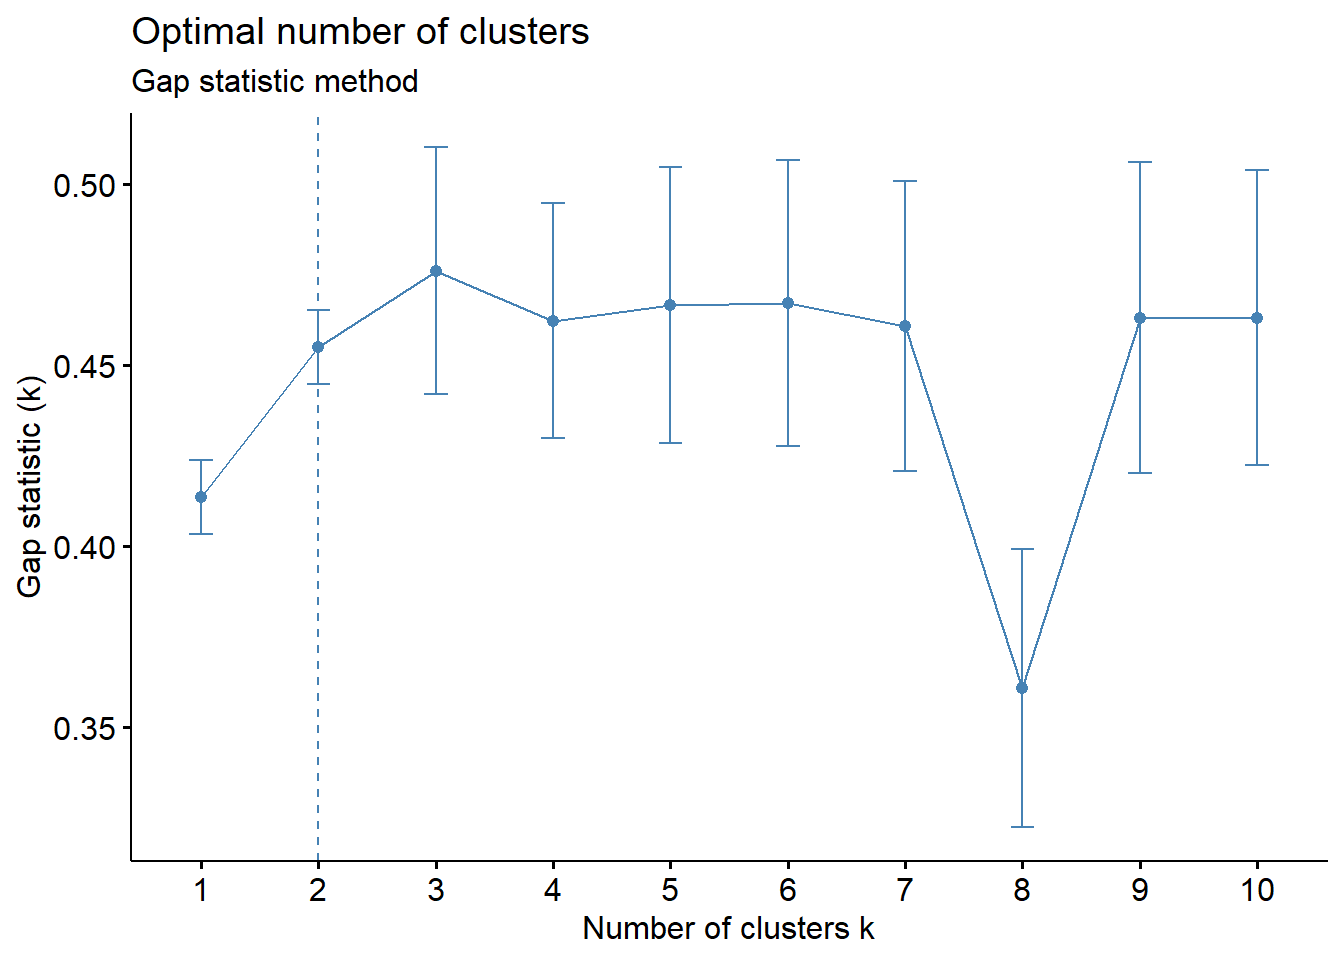 Optimal number of clusters
Gap statistic method
Gap statistic (k)
0.50
0.45
0.40
0.35
1 2 3 4 5 6 7 8 9 10
Number of clusters k